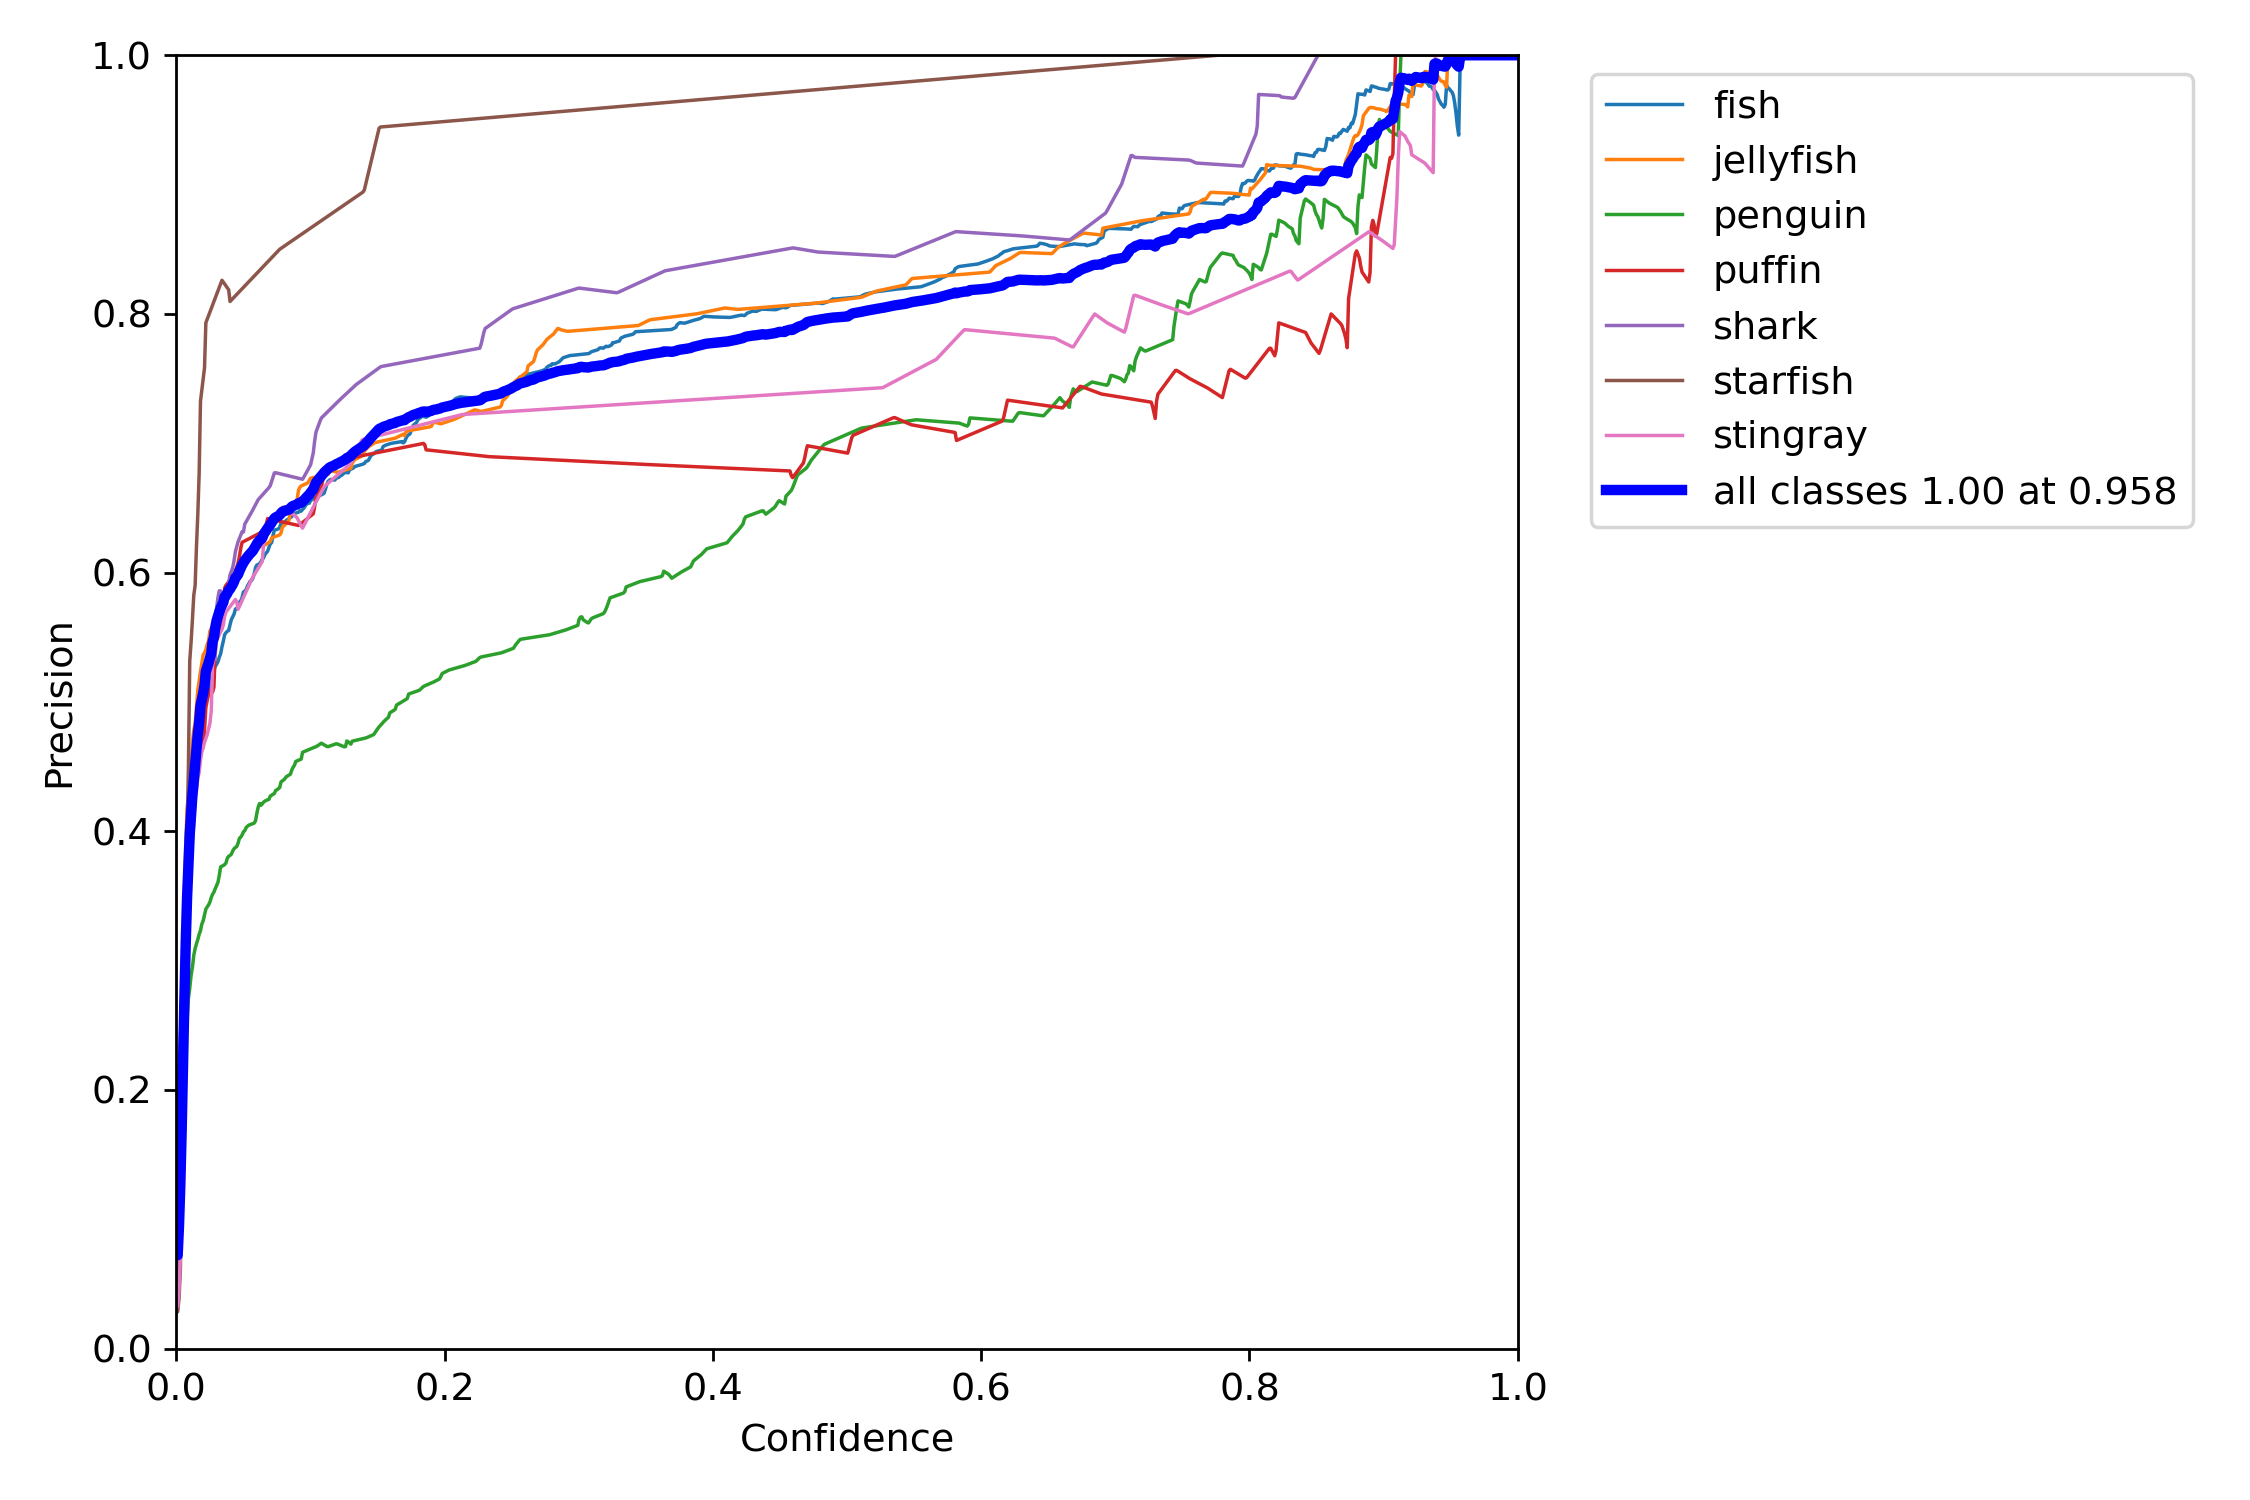 1.0
0.8
0.6
0.4
0.2
0.0
Precision
0.0 0.2 0.4 0.6 0.8 1.0
Confidence
fish
jellyfish
penguin
puffin
shark
starfish
stingray
all classes 1.00 at 0.958